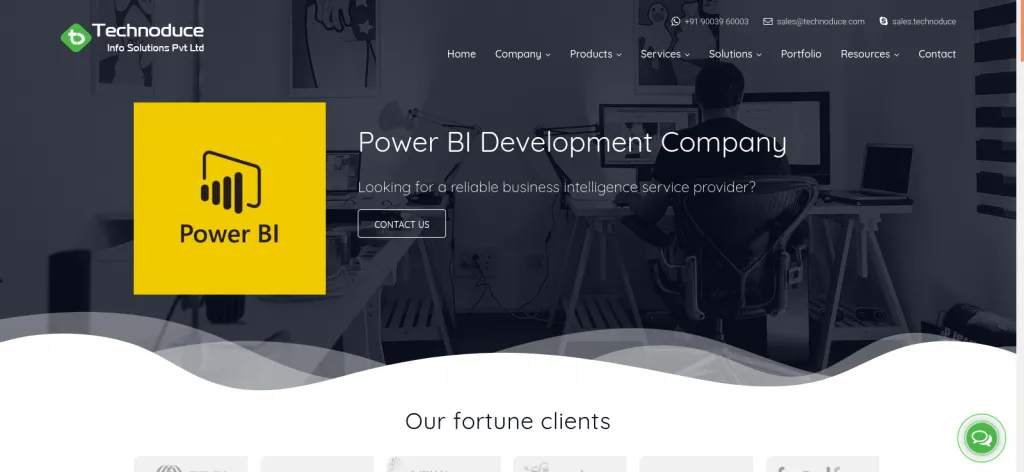 Technoduce
Info Solutions Pvt Ltd
+91 90039 60003
sales@technoduce.com
sales.technoduce
Home
Company
Products
Services
Solutions
Portfolio
Resources
Contact
Power BI
Power BI Development Company
Looking for a reliable business intelligence service provider?
CONTACT US
Our fortune clients